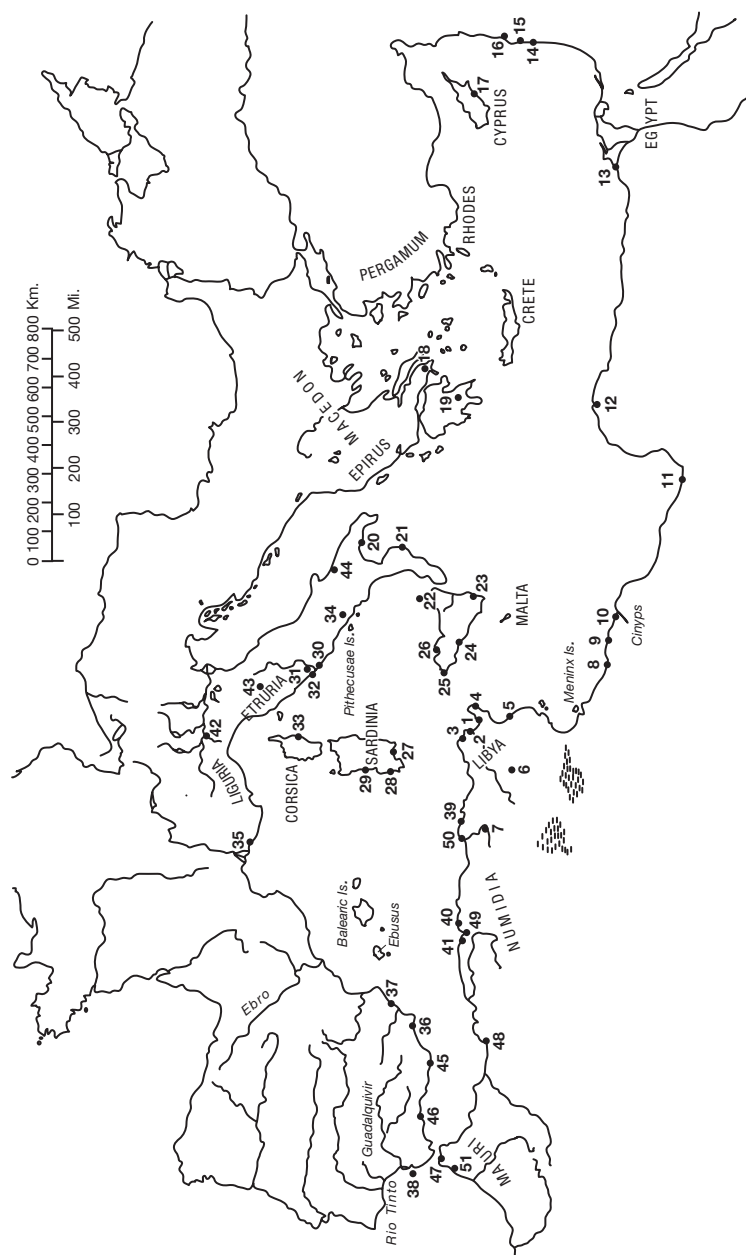 0 100 200 300 400 500 600 700 800 Km.
100 200 300 400 500 Mi.
16
15
14
17
CYPRUS
EGYPT
13
RHODES
PERGAMUM
CRETE
18
19
MACEDON
EPIRUS
12
11
20
21
44
22
23
MALTA
34
30
Pithecusae Is.
31
32
43
ETRURIA
26
24
25
10
Cinyps
9
8
Meninx Is.
42
LIGURIA
33
CORSICA
SARDINIA
27
28
29
4
1
2
3
5
LIBYA
6
35
39
50
7
Balearic Is.
Ebusus
40
49
41
NUMIDIA
Ebro
37
36
45
48
Guadalquivir
46
Rio Tinto
38
47
51
MAURI